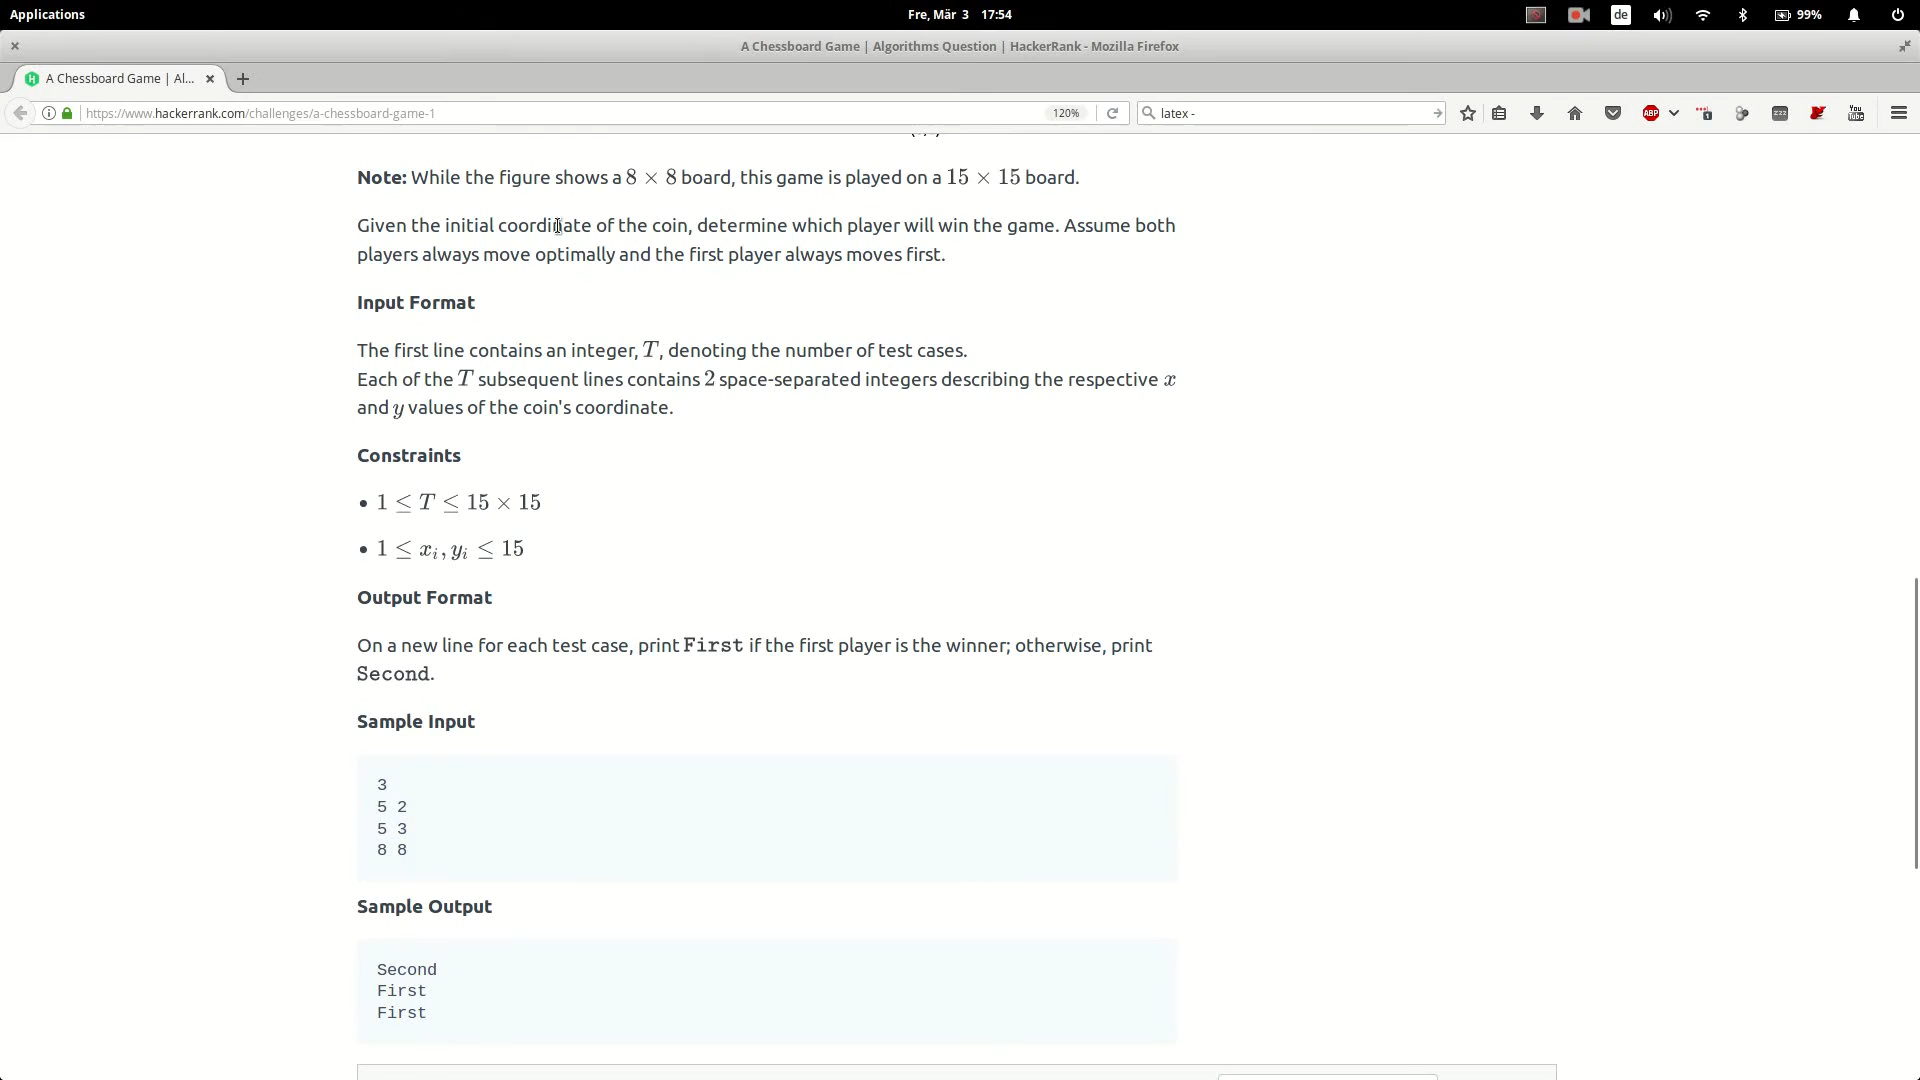 Applications
Fre, Mär 3 17:54
de
99%
A Chessboard Game | Algorithms Question | HackerRank - Mozilla Firefox
A Chessboard Game | Al...
https://www.hackerrank.com/challenges/a-chessboard-game-1
120%
latex -
ABP
You Tube
Note: While the figure shows a 8 × 8 board, this game is played on a 15 × 15 board.
Given the initial coordinate of the coin, determine which player will win the game. Assume both
players always move optimally and the first player always moves first.
Input Format
The first line contains an integer, T, denoting the number of test cases.
Each of the T subsequent lines contains 2 space-separated integers describing the respective x
and y values of the coin's coordinate.
Constraints
• 1 ≤ T ≤ 15 × 15
• 1 ≤ xᵢ, yᵢ ≤ 15
Output Format
On a new line for each test case, print First if the first player is the winner; otherwise, print
Second.
Sample Input
3
5 2
5 3
8 8
Sample Output
Second
First
First